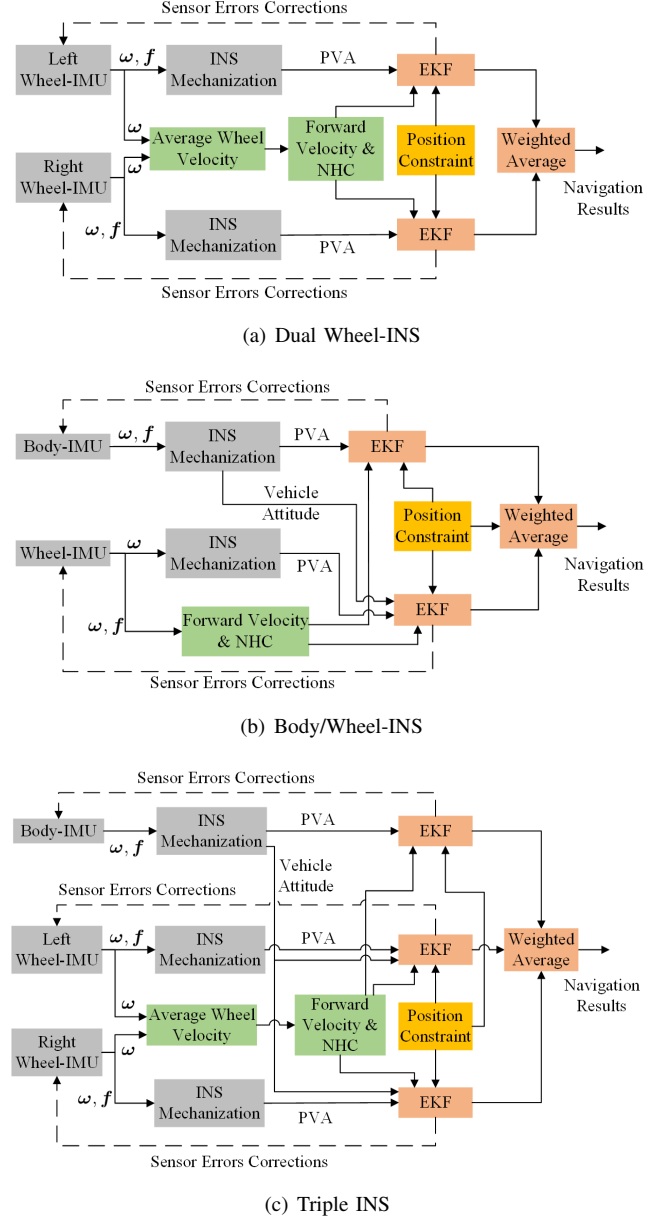 Sensor Errors Corrections
Left
Wheel-IMU
ω, f
INS
Mechanization
PVA
EKF
ω
Average Wheel
Velocity
Forward
Velocity &
NHC
Position
Constraint
Weighted
Average
Navigation
Results
Right
Wheel-IMU
ω
ω, f
INS
Mechanization
PVA
EKF
Sensor Errors Corrections
(a) Dual Wheel-INS
Sensor Errors Corrections
Body-IMU
ω, f
INS
Mechanization
PVA
EKF
Vehicle
Attitude
Position
Constraint
Weighted
Average
Navigation
Results
Wheel-IMU
ω
INS
Mechanization
PVA
EKF
ω, f
Forward Velocity
& NHC
Sensor Errors Corrections
(b) Body/Wheel-INS
Sensor Errors Corrections
Body-IMU
ω, f
INS
Mechanization
PVA
EKF
Vehicle
Attitude
Sensor Errors Corrections
Left
Wheel-IMU
ω, f
INS
Mechanization
PVA
EKF
Weighted
Average
Navigation
Results
ω
Average Wheel
Velocity
Forward
Velocity &
NHC
Position
Constraint
Right
Wheel-IMU
ω
ω, f
INS
Mechanization
PVA
EKF
Sensor Errors Corrections
(c) Triple INS